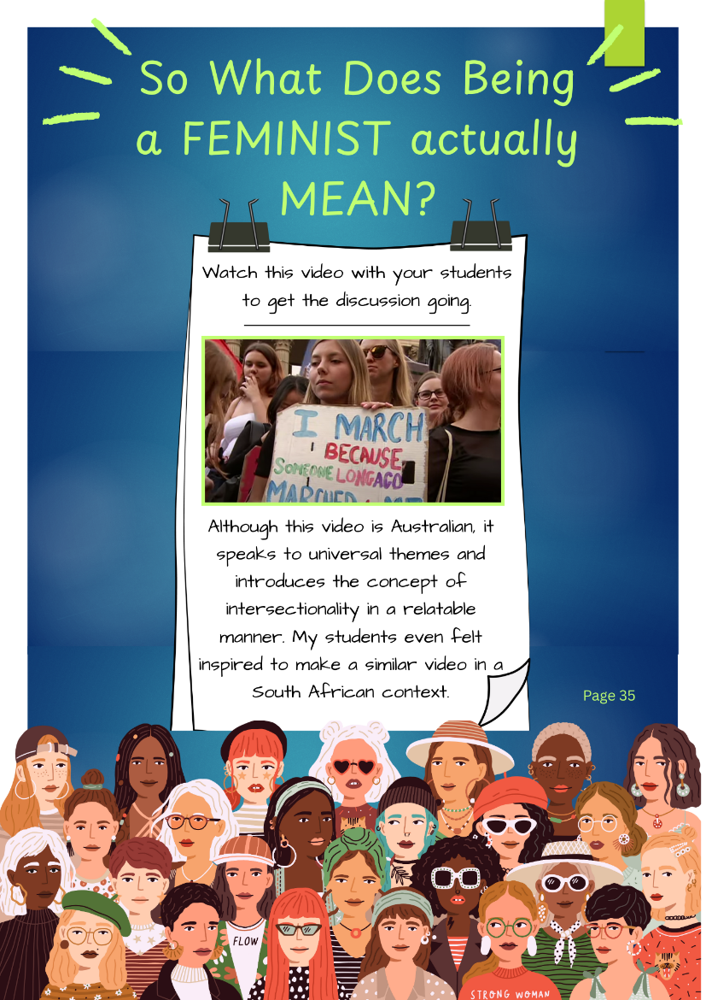 So What Does Being
a FEMINIST actually
MEAN?
Watch this video with your students
to get the discussion going.
I MARCH
BECAUSE
SOMEONE LONG AGO
MARCHED
Although this video is Australian, it
speaks to universal themes and
introduces the concept of
intersectionality in a relatable
manner. My students even felt
inspired to make a similar video in a
South African context.
Page 35
FLOW
STRONG WOMAN